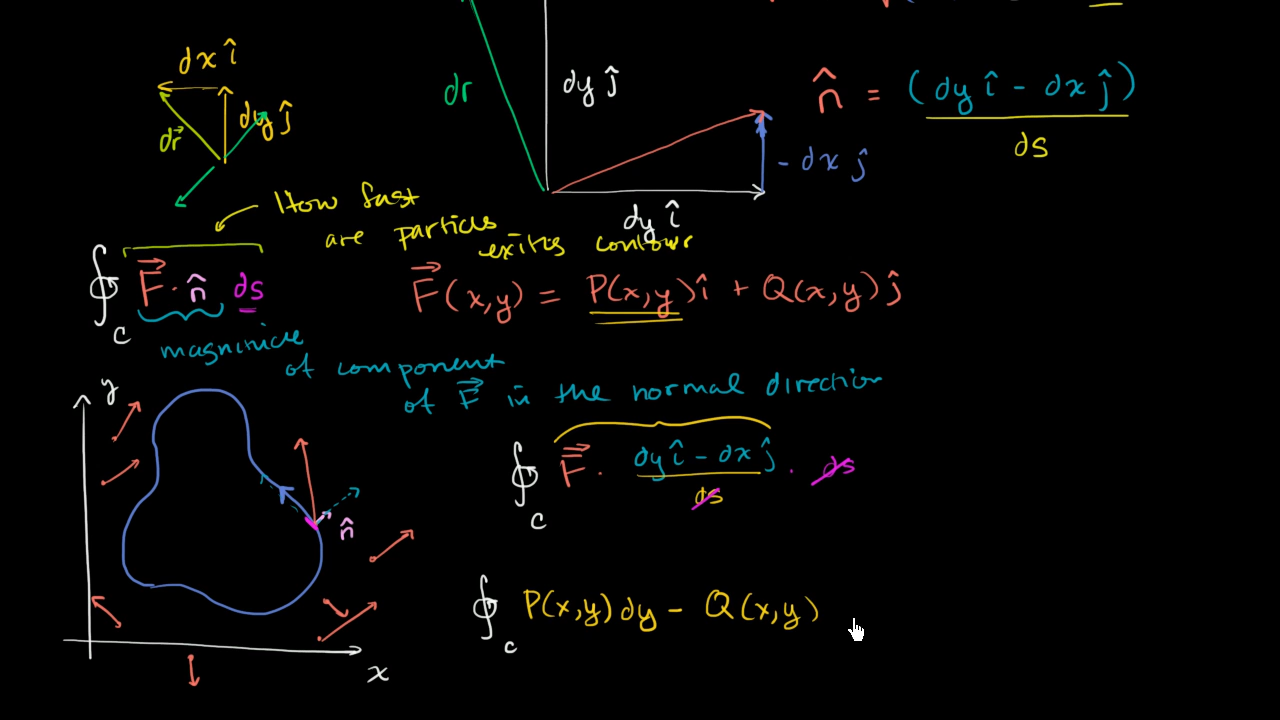 dx î
dy ĵ
dr⃗
dr
dy ĵ
n̂ = (dy î - dx ĵ)
ds
- dx ĵ
dy î
How fast
are particles
exiting contour
∮ F⃗ · n̂ ds
C
F⃗(x,y) = P(x,y)î + Q(x,y)ĵ
of component
of F⃗ in the normal direction
y
∮ F⃗ · dy î - dx ĵ · ds
C ds
n̂
∮ P(x,y)dy - Q(x,y)
C
x